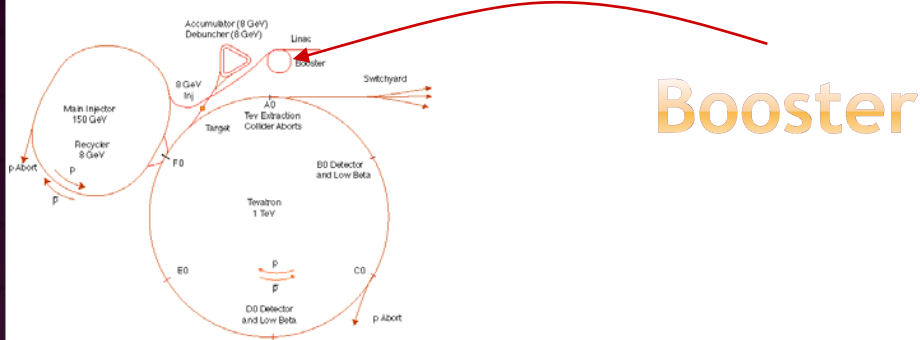 Accumulator (8 GeV)
Debuncher (8 GeV)
Linac
Booster
Booster
Switchyard
8 GeV
Inj
A0
Tev Extraction
Collider Aborts
Target
Main Injector
150 GeV
Recycler
8 GeV
F0
p Abort
p
p̅
B0 Detector
and Low Beta
Tevatron
1 TeV
E0
p
p̅
C0
D0 Detector
and Low Beta
p Abort